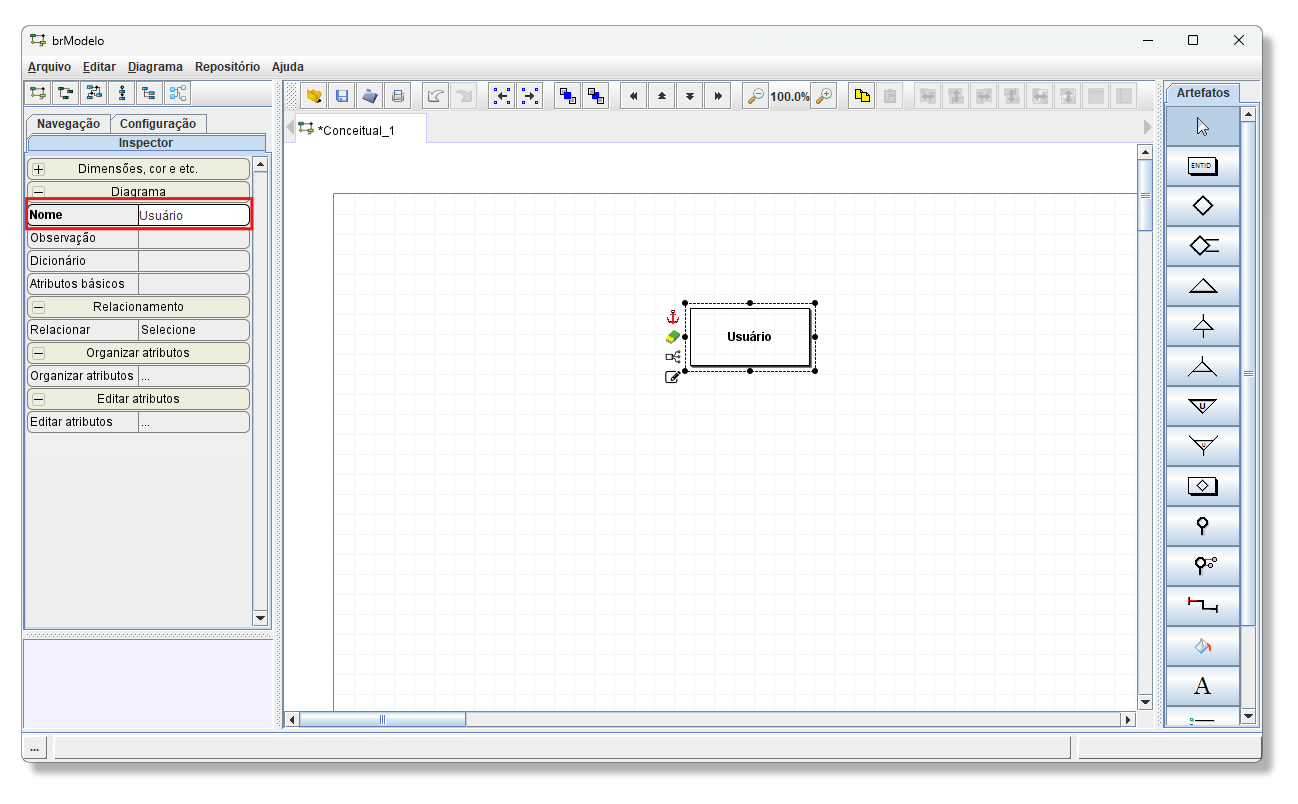 brModelo
Arquivo Editar Diagrama Repositório Ajuda
100.0%
Artefatos
Navegação Configuração
Inspector
*Conceitual_1
Dimensões, cor e etc.
Diagrama
Nome Usuário
Observação
Dicionário
Atributos básicos
Relacionamento
Relacionar Selecione
Organizar atributos
Organizar atributos ...
Editar atributos
Editar atributos ...
Usuário
ENTID
U
U
A
...